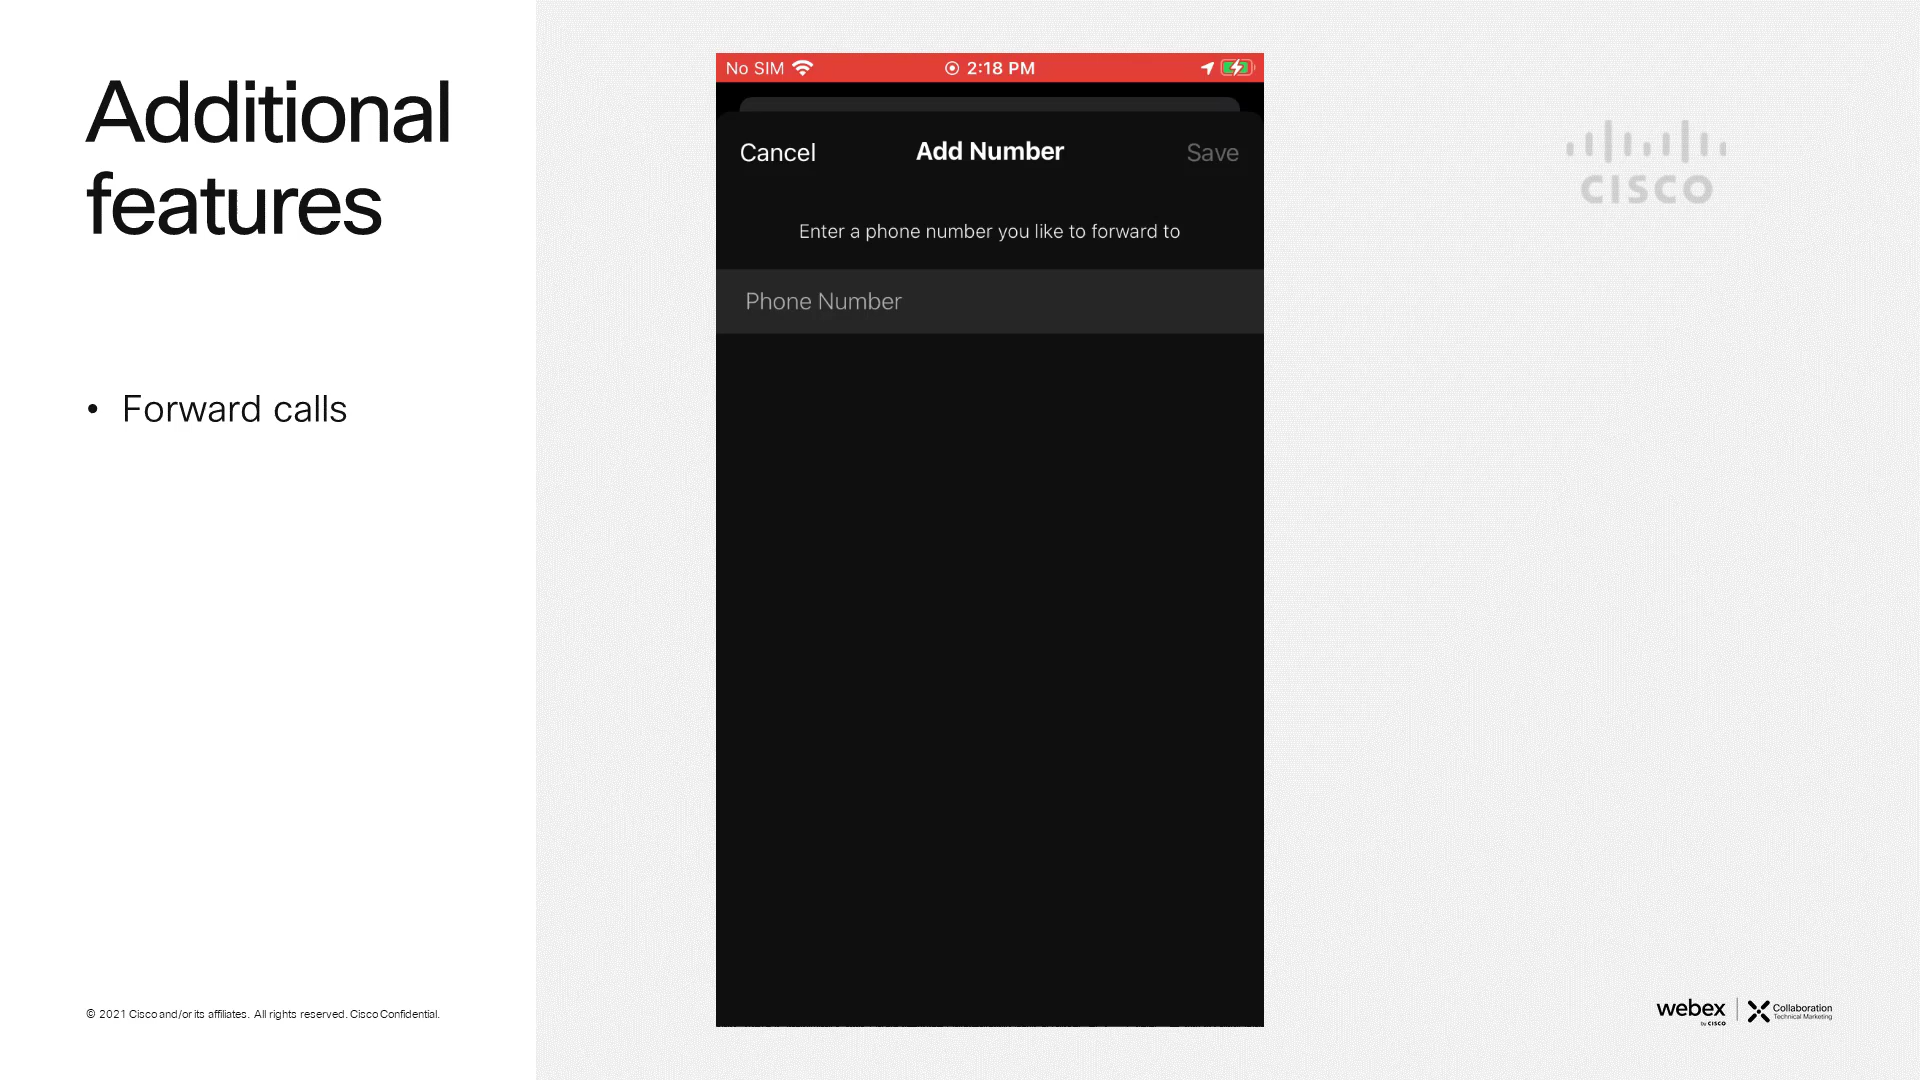 Additional
features
• Forward calls
No SIM 2:18 PM
Cancel Add Number Save
Enter a phone number you like to forward to
Phone Number
CISCO
© 2021 Cisco and/or its affiliates. All rights reserved. Cisco Confidential.
webex
by CISCO
Collaboration
Technical Marketing